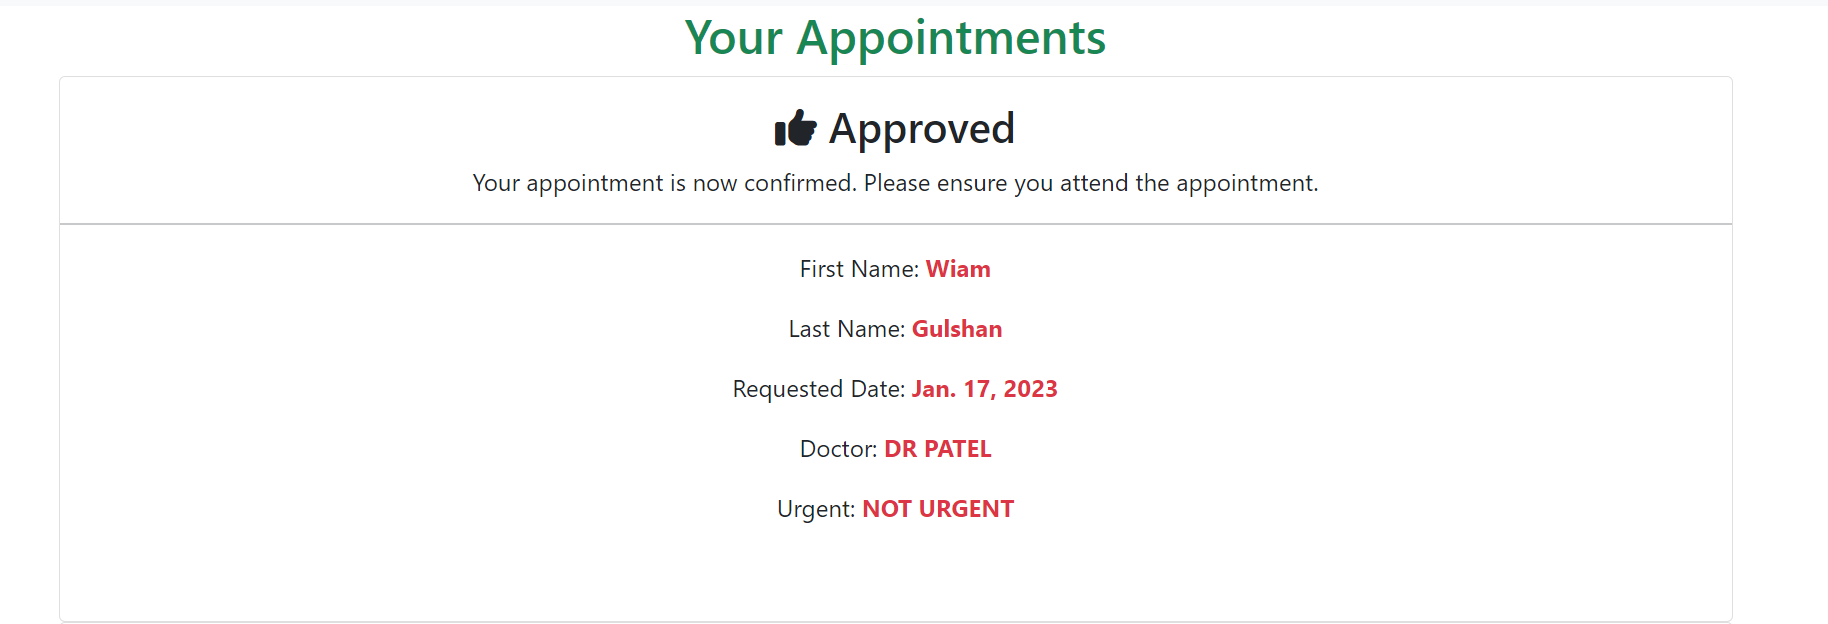 Your Appointments
Approved
Your appointment is now confirmed. Please ensure you attend the appointment.
First Name: Wiam
Last Name: Gulshan
Requested Date: Jan. 17, 2023
Doctor: DR PATEL
Urgent: NOT URGENT